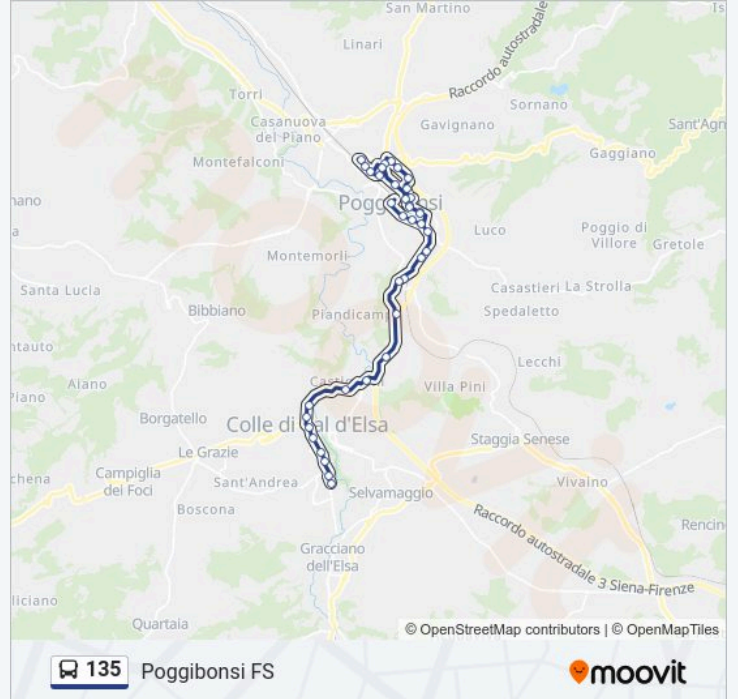 San Martino
Is
Linari
Raccordo autostradale
Torri
Sornano
Casanuova
del Piano
Gavignano
Sant'Agn
Montefalconi
Gaggiano
nano
a
Poggibonsi
Luco
Poggio di
Villore
Gretole
Montemorli
Santa Lucia
Casastieri
La Strolla
Bibbiano
Piandicamp
Spedaletto
ntauto
Lecchi
Aiano
Villa Pini
Piano
Borgatello
Colle di Val d'Elsa
Staggia Senese
Le Grazie
chena
Campiglia
dei Foci
Sant'Andrea
Vivaino
Selvamaggio
Boscona
Raccordo autostradale 3 Siena-Firenze
Rencin
Gracciano
dell'Elsa
liciano
Quartaia
© OpenStreetMap contributors | © OpenMapTiles
135 Poggibonsi FS
moovit